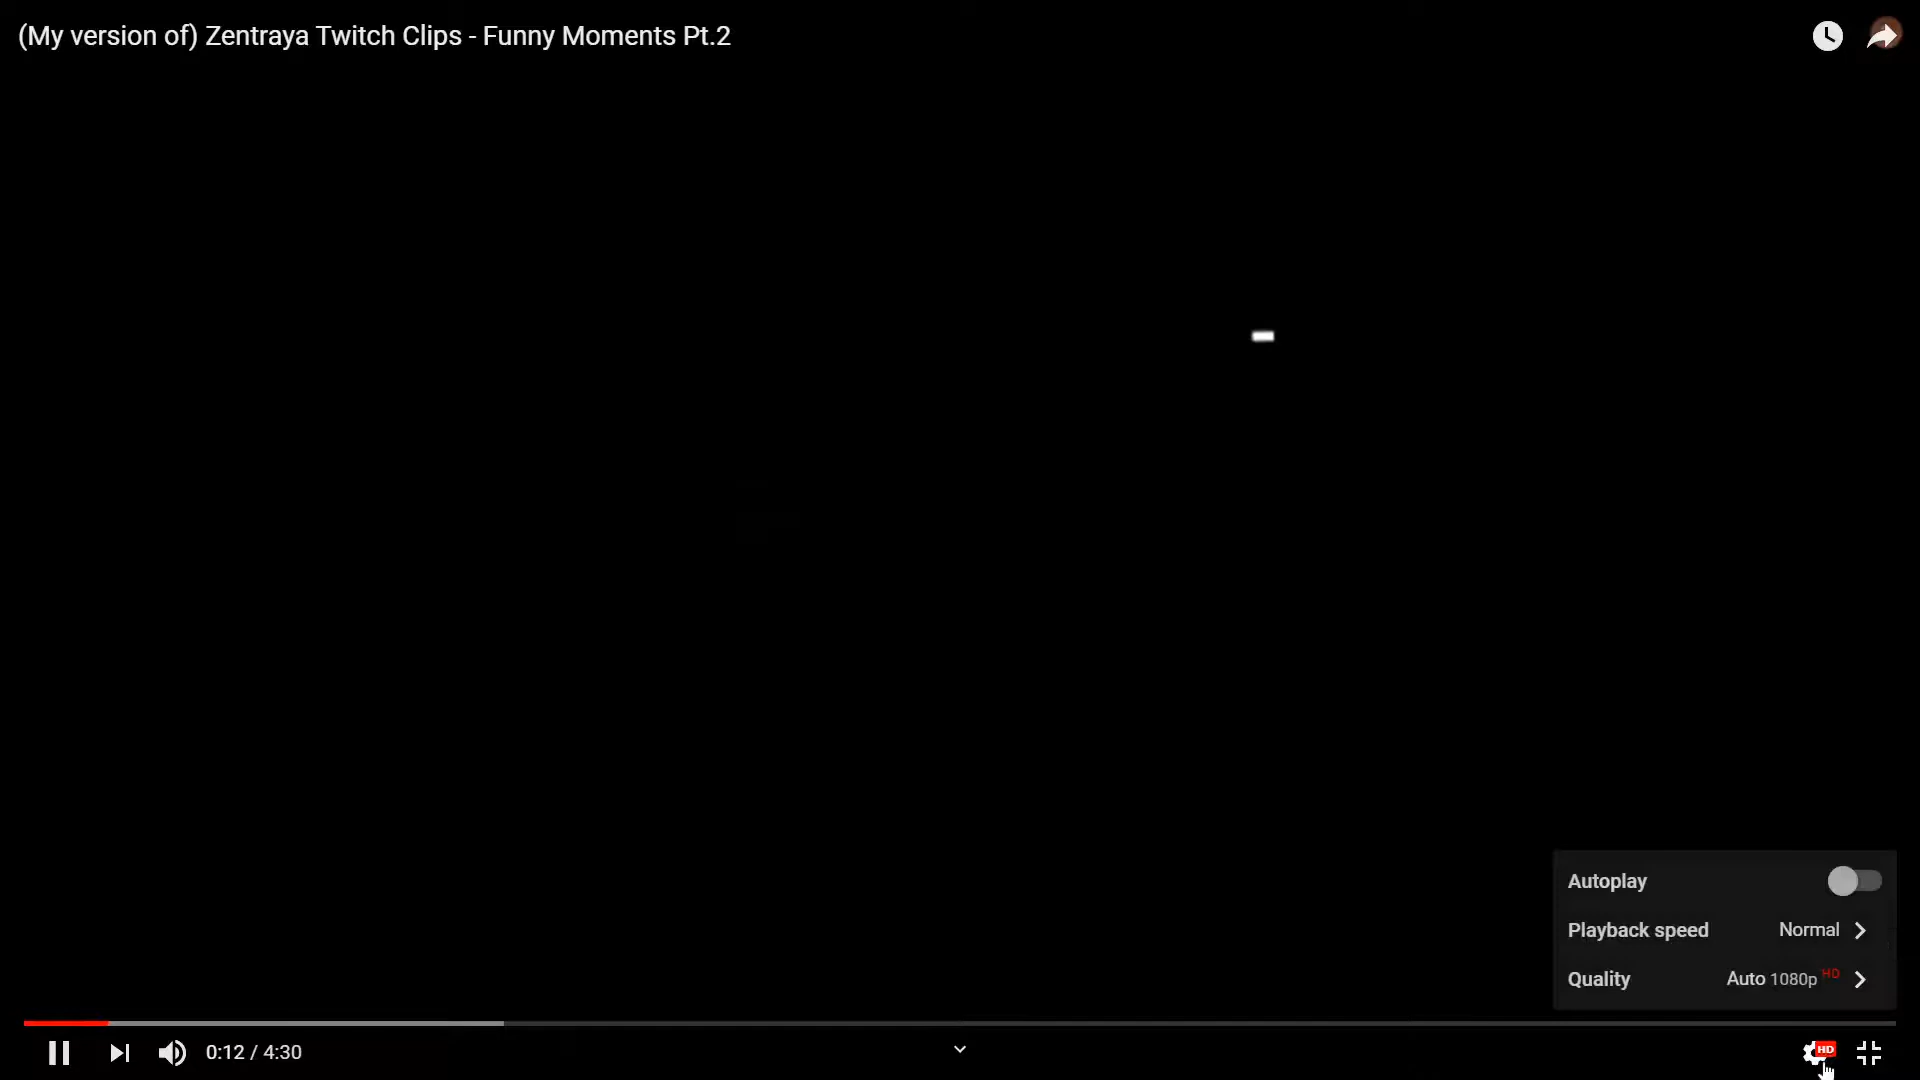 (My version of) Zentraya Twitch Clips - Funny Moments Pt.2
Autoplay
Playback speed Normal
Quality Auto 1080p HD
0:12 / 4:30
HD